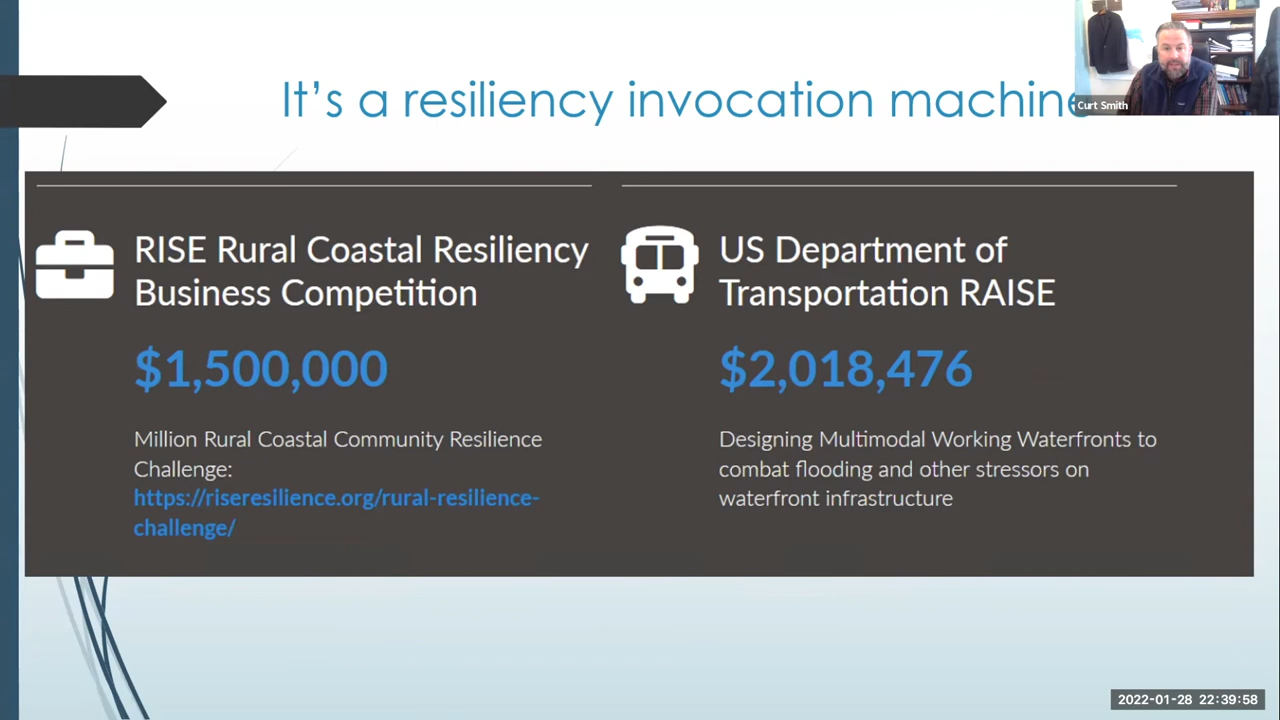 It's a resiliency invocation machine
Curt Smith
RISE Rural Coastal Resiliency
Business Competition
$1,500,000
Million Rural Coastal Community Resilience
Challenge:
https://riseresilience.org/rural-resilience-
challenge/
US Department of
Transportation RAISE
$2,018,476
Designing Multimodal Working Waterfronts to
combat flooding and other stressors on
waterfront infrastructure
2022-01-28 22:39:58